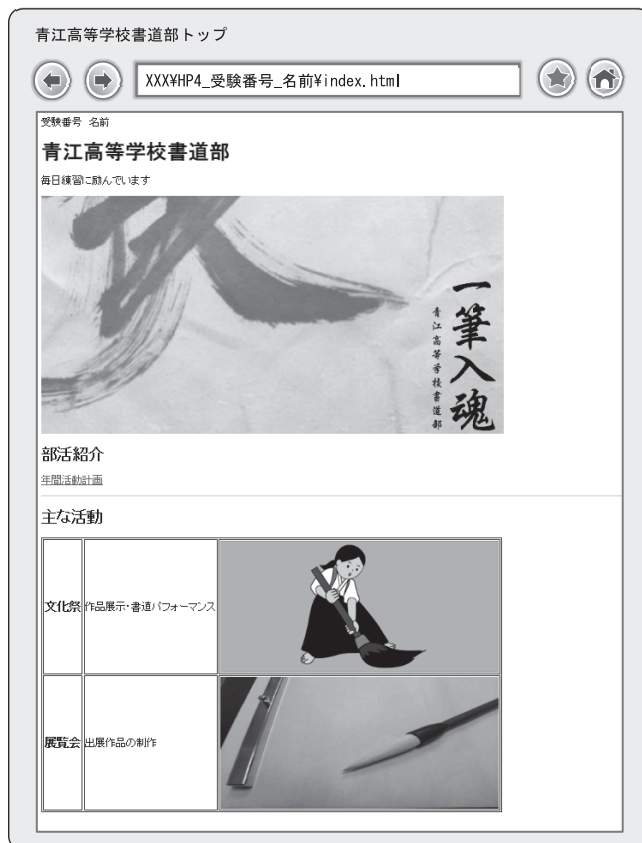 青江高等学校書道部トップ
XXX¥HP4_受験番号_名前¥index.html
受験番号 名前
青江高等学校書道部
毎日練習に励んでいます
一筆入魂
青江高等学校書道部
部活紹介
年間活動計画
主な活動
文化祭 作品展示・書道パフォーマンス
展覧会 出展作品の制作